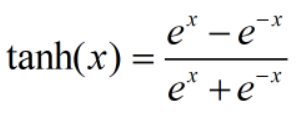 tanh(x) = (e^x − e^−x) / (e^x + e^−x)